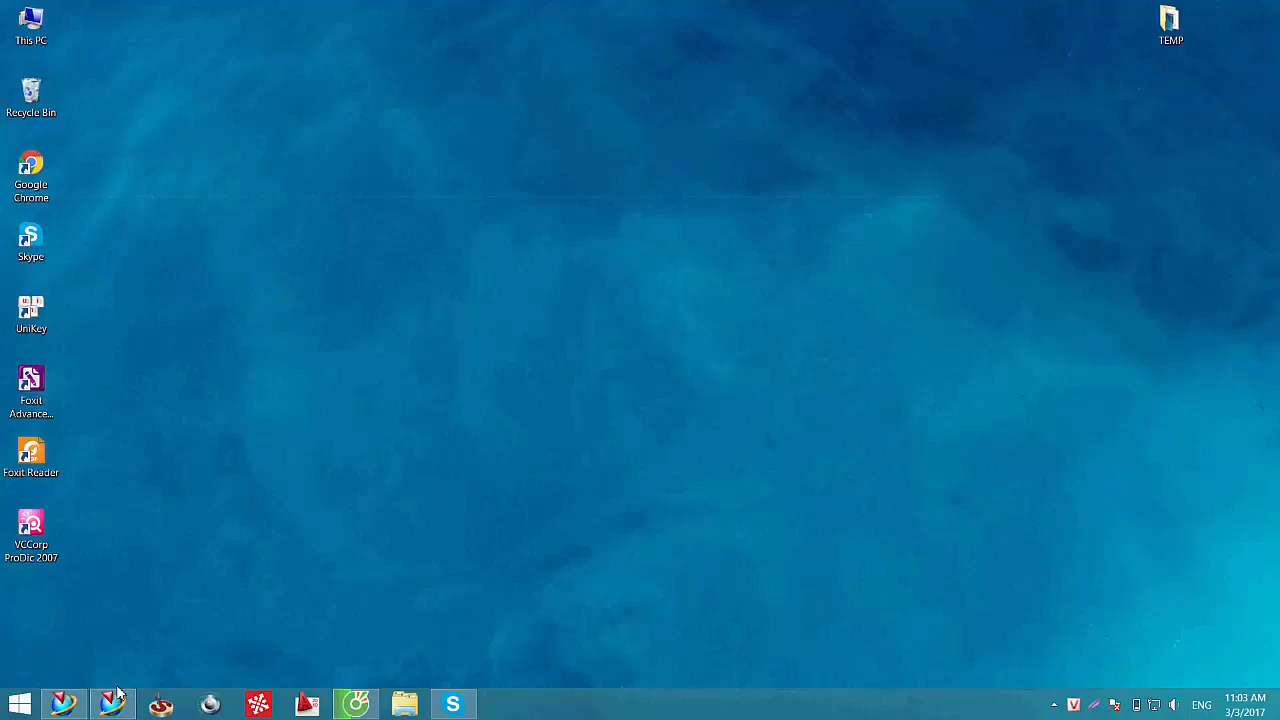 This PC
TEMP
Recycle Bin
Google
Chrome
Skype
UniKey
Foxit
Advance...
Foxit Reader
VCCorp
ProDic 2007
ENG
11:03 AM
3/3/2017